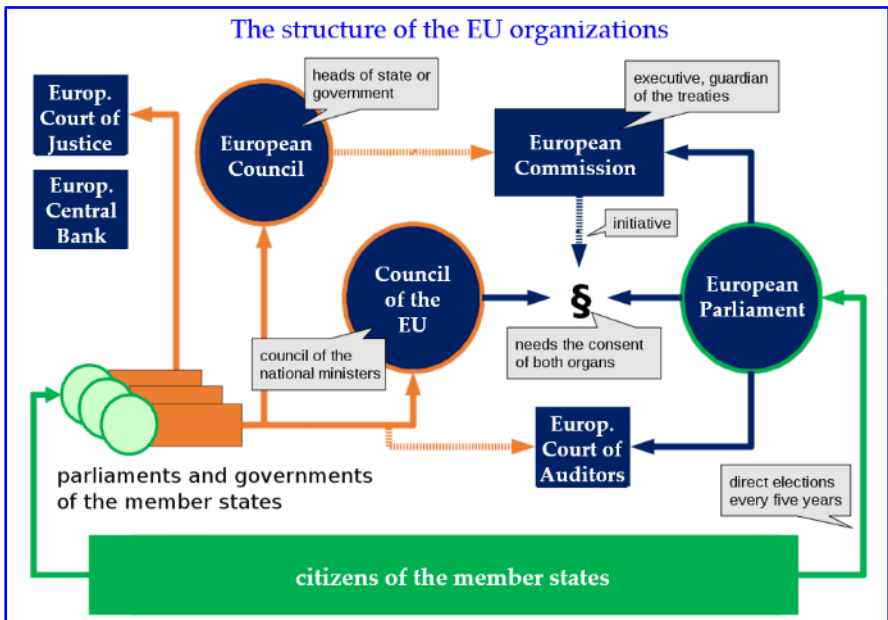 The structure of the EU organizations
heads of state or
government
executive, guardian
of the treaties
Europ.
Court of
Justice
European
Council
European
Commission
Europ.
Central
Bank
initiative
Council
of the
EU
§
European
Parliament
council of the
national ministers
needs the consent
of both organs
Europ.
Court of
Auditors
parliaments and governments
of the member states
direct elections
every five years
citizens of the member states